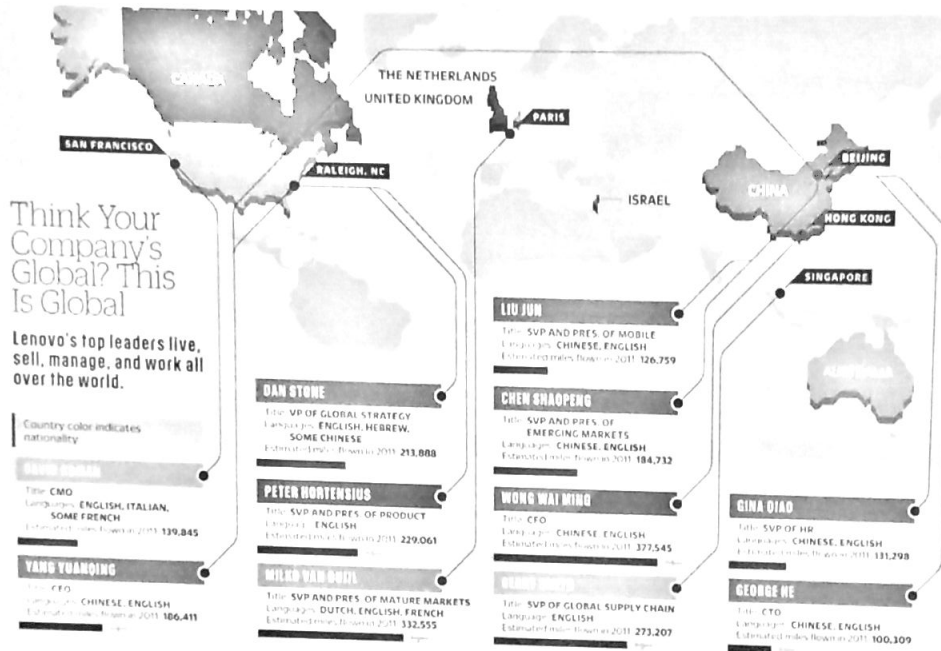 CANADA
THE NETHERLANDS
UNITED KINGDOM
PARIS
SAN FRANCISCO
RALEIGH, NC
BEIJING
CHINA
ISRAEL
HONG KONG
SINGAPORE
AUSTRALIA
Think Your
Company's
Global? This
Is Global
Lenovo's top leaders live,
sell, manage, and work all
over the world.
Country color indicates
nationality
Title: CMO
Languages: ENGLISH, ITALIAN,
SOME FRENCH
Estimated miles flown in 2011: 139,845
YANG YUANQING
Title: CEO
Languages: CHINESE, ENGLISH
Estimated miles flown in 2011: 186,411
DAN STONE
Title: VP OF GLOBAL STRATEGY
Languages: ENGLISH, HEBREW,
SOME CHINESE
Estimated miles flown in 2011: 213,888
PETER HORTENSIUS
Title: SVP AND PRES. OF PRODUCT
Language: ENGLISH
Estimated miles flown in 2011: 229,061
MILKO VAN DUIJL
Title: SVP AND PRES. OF MATURE MARKETS
Languages: DUTCH, ENGLISH, FRENCH
Estimated miles flown in 2011: 332,555
LIU JUN
Title: SVP AND PRES. OF MOBILE
Languages: CHINESE, ENGLISH
Estimated miles flown in 2011: 126,759
CHEN SHAOPENG
Title: SVP AND PRES. OF
EMERGING MARKETS
Languages: CHINESE, ENGLISH
Estimated miles flown in 2011: 184,732
WONG WAI MING
Title: CFO
Languages: CHINESE, ENGLISH
Estimated miles flown in 2011: 377,545
Title: SVP OF GLOBAL SUPPLY CHAIN
Language: ENGLISH
Estimated miles flown in 2011: 273,207
GINA QIAO
Title: SVP OF HR
Languages: CHINESE, ENGLISH
Estimated miles flown in 2011: 131,298
GEORGE HE
Title: CTO
Languages: CHINESE, ENGLISH
Estimated miles flown in 2011: 100,309